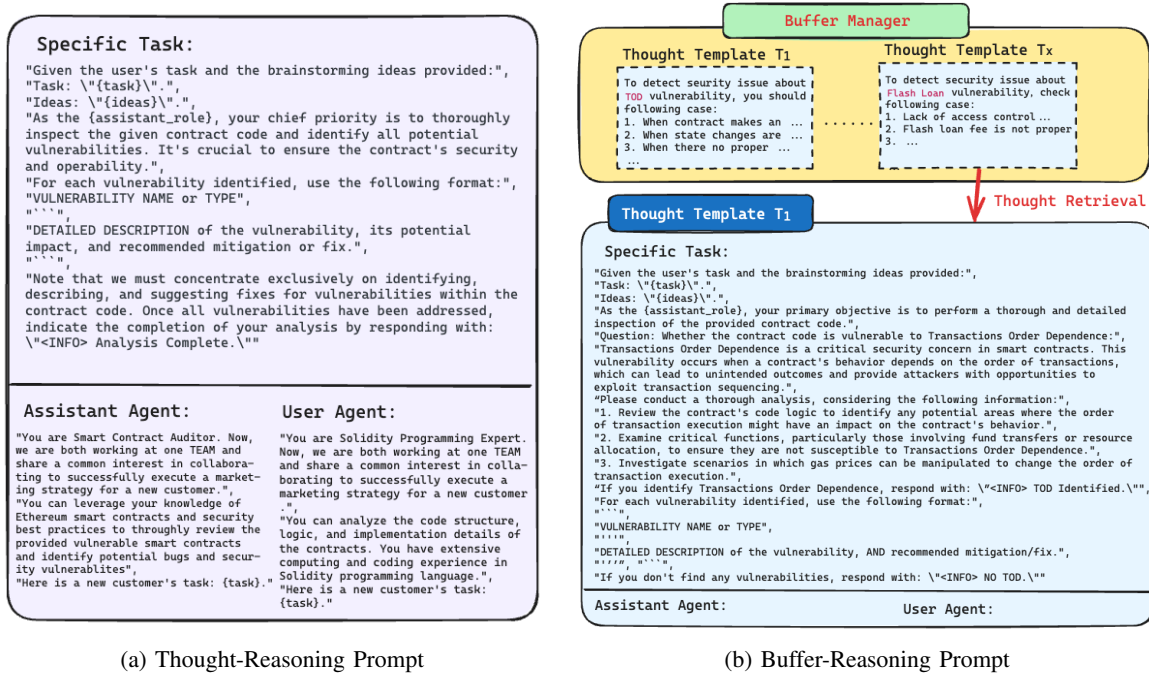 Specific Task:
"Given the user's task and the brainstorming ideas provided:",
"Task: \"{task}\".",
"Ideas: \"{ideas}\".",
"As the {assistant_role}, your chief priority is to thoroughly
inspect the given contract code and identify all potential
vulnerabilities. It's crucial to ensure the contract's security
and operability.",
"For each vulnerability identified, use the following format:",
"VULNERABILITY NAME or TYPE",
"```",
"DETAILED DESCRIPTION of the vulnerability, its potential
impact, and recommended mitigation or fix.",
"```",
"Note that we must concentrate exclusively on identifying,
describing, and suggesting fixes for vulnerabilities within the
contract code. Once all vulnerabilities have been addressed,
indicate the completion of your analysis by responding with:
\"<INFO> Analysis Complete.\""
Assistant Agent:
"You are Smart Contract Auditor. Now,
we are both working at one TEAM and
share a common interest in collabora-
ting to successfully execute a market-
ing strategy for a new customer.",
"You can leverage your knowledge of
Ethereum smart contracts and security
best practices to throughly review the
provided vulnerable smart contracts
and identify potential bugs and secur-
ity vulnerablites",
"Here is a new customer's task: {task}."
User Agent:
"You are Solidity Programming Expert.
Now, we are both working at one TEAM
and share a common interest in colla-
borating to successfully execute a
marketing strategy for a new customer
.",
"You can analyze the code structure,
logic, and implementation details of
the contracts. You have extensive
computing and coding experience in
Solidity programming language.",
"Here is a new customer's task:
{task}."
(a) Thought-Reasoning Prompt
Buffer Manager
Thought Template T1
To detect seurity issue about
TOD vulnerability, you should
following case:
1. When contract makes an ...
2. When state changes are ...
3. When there no proper ...
...
......
Thought Template Tx
To detect security issue about
Flash Loan vulnerability, check
following case:
1. Lack of access control...
2. Flash loan fee is not proper
3. ...
Thought Retrieval
Thought Template T1
Specific Task:
"Given the user's task and the brainstorming ideas provided:",
"Task: \"{task}\".",
"Ideas: \"{ideas}\".",
"As the {assistant_role}, your primary objective is to perform a thorough and detailed
inspection of the provided contract code.",
"Question: Whether the contract code is vulnerable to Transactions Order Dependence:",
"Transactions Order Dependence is a critical security concern in smart contracts. This
vulnerability occurs when a contract's behavior depends on the order of transactions,
which can lead to unintended outcomes and provide attackers with opportunities to
exploit transaction sequencing.",
“Please conduct a thorough analysis, considering the following information:",
"1. Review the contract's code logic to identify any potential areas where the order
of transaction execution might have an impact on the contract's behavior.",
"2. Examine critical functions, particularly those involving fund transfers or resource
allocation, to ensure they are not susceptible to Transactions Order Dependence.",
"3. Investigate scenarios in which gas prices can be manipulated to change the order of
transaction execution.",
“If you identify Transactions Order Dependence, respond with: \”<INFO> TOD Identified.\"",
"For each vulnerability identified, use the following format:",
"```",
"VULNERABILITY NAME or TYPE",
"'''",
"DETAILED DESCRIPTION of the vulnerability, AND recommended mitigation/fix.",
"'’’”, "```",
"If you don't find any vulnerabilities, respond with: \"<INFO> NO TOD.\""
Assistant Agent:
User Agent:
(b) Buffer-Reasoning Prompt